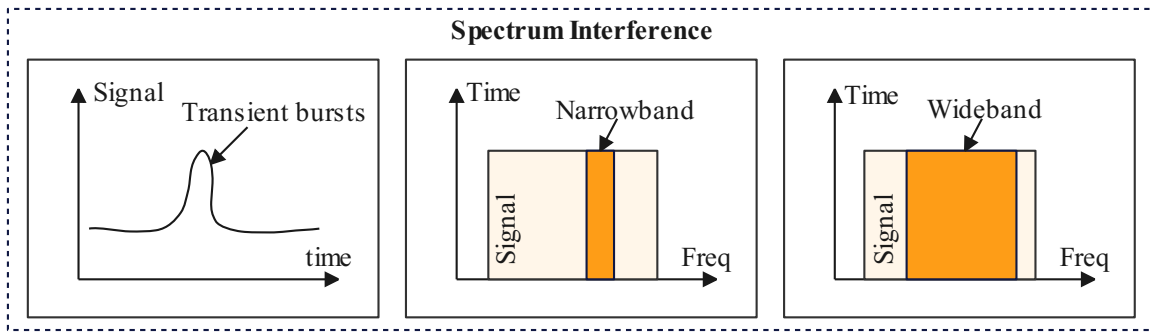 Spectrum Interference
Signal
Transient bursts
time
Time
Narrowband
Signal
Freq
Time
Wideband
Signal
Freq